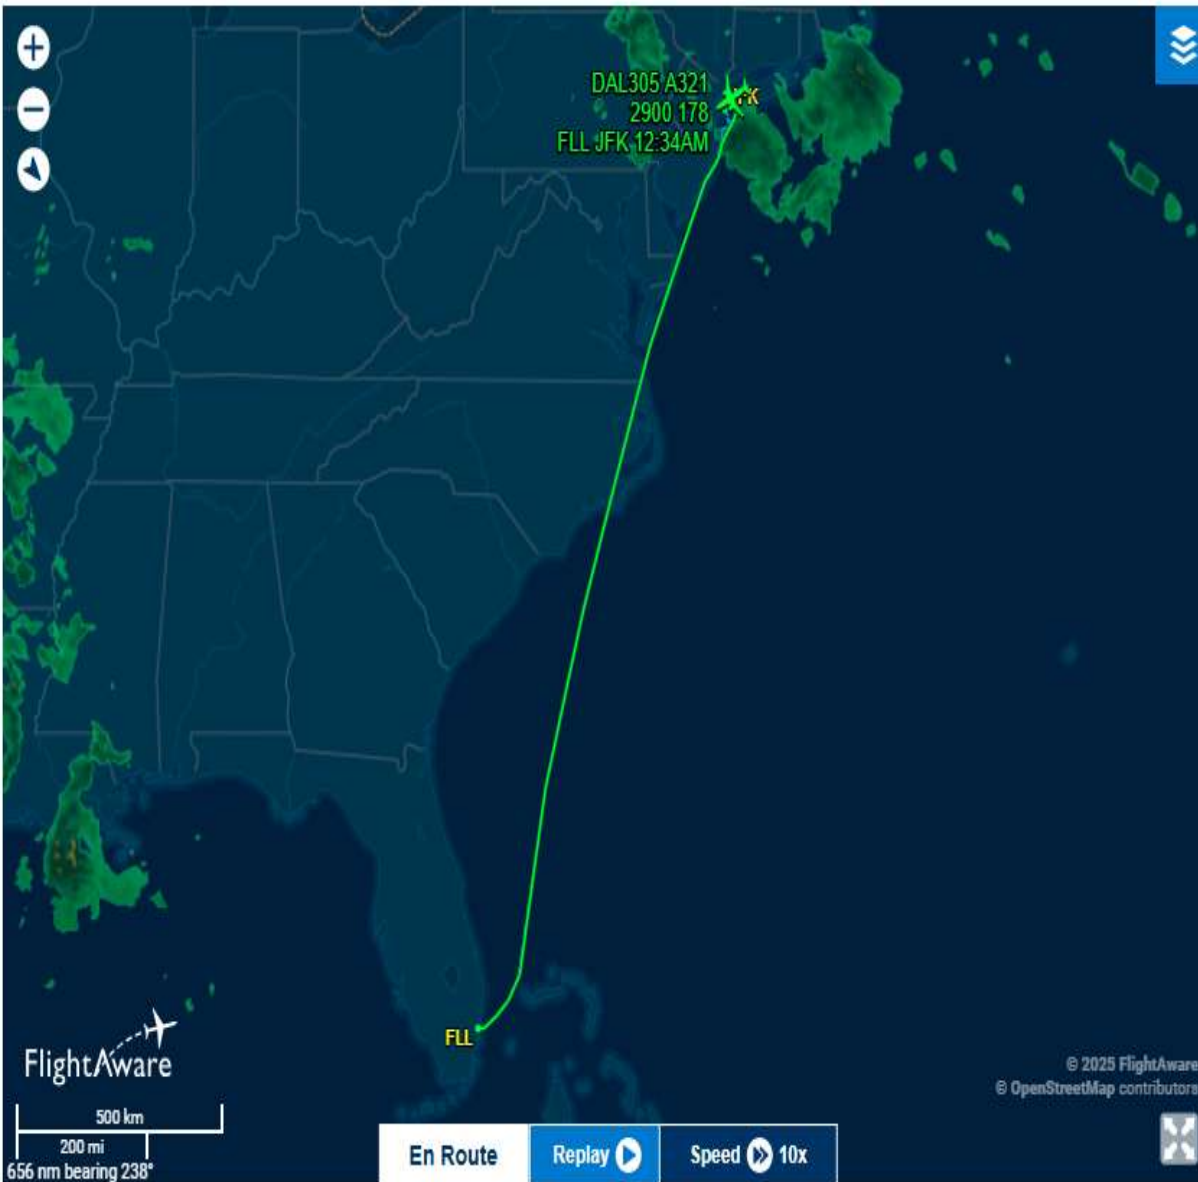 DAL305 A321
2900 178
FLL JFK 12:34AM
FLL
FlightAware
500 km
200 mi
656 nm bearing 238°
© 2025 FlightAware
© OpenStreetMap contributors
En Route
Replay
Speed
10x